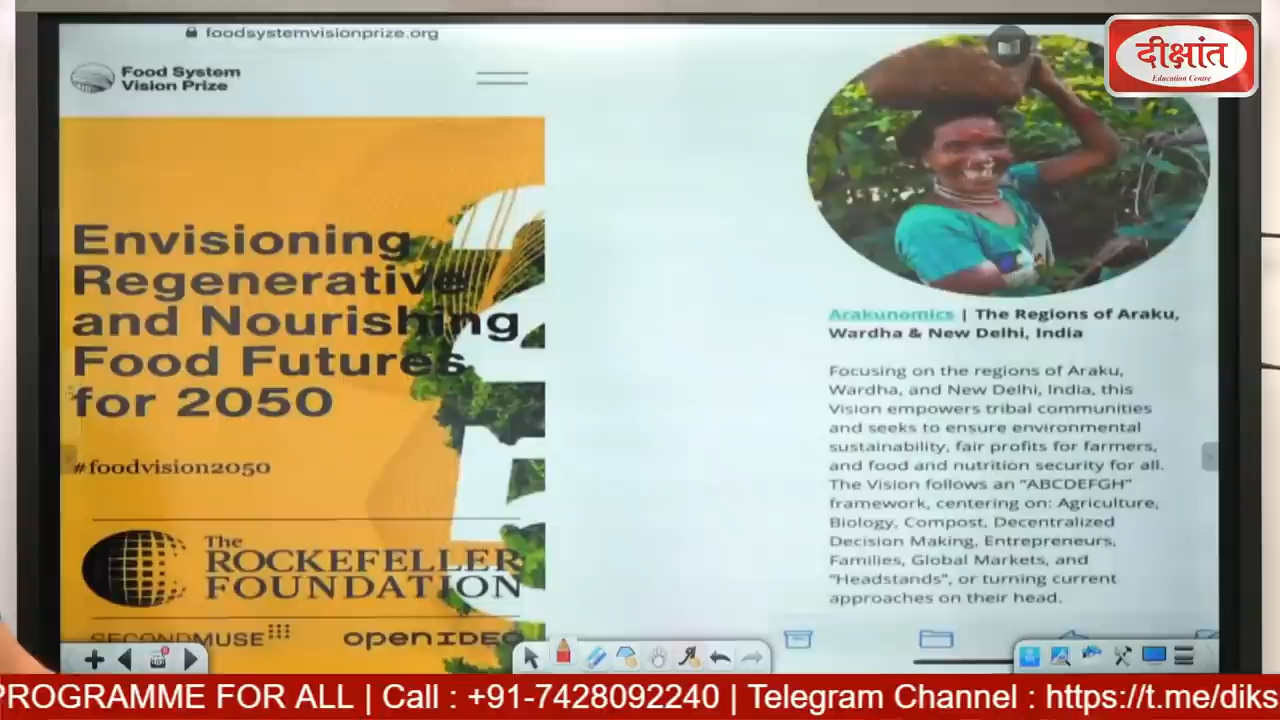 foodsystemvisionprize.org
Food System
Vision Prize
दीक्षांत
Education Centre
Envisioning
Regenerative
and Nourishing
Food Futures
for 2050
#foodvision2050
The
ROCKEFELLER
FOUNDATION
SECONDMUSE
OPENIDEO
Arakunomics | The Regions of Araku,
Wardha & New Delhi, India
Focusing on the regions of Araku,
Wardha, and New Delhi, India, this
Vision empowers tribal communities
and seeks to ensure environmental
sustainability, fair profits for farmers,
and food and nutrition security for all.
The Vision follows an "ABCDEFGH"
framework, centering on: Agriculture,
Biology, Compost, Decentralized
Decision Making, Entrepreneurs,
Families, Global Markets, and
"Headstands", or turning current
approaches on their head.
PROGRAMME FOR ALL | Call : +91-7428092240 | Telegram Channel : https://t.me/diks